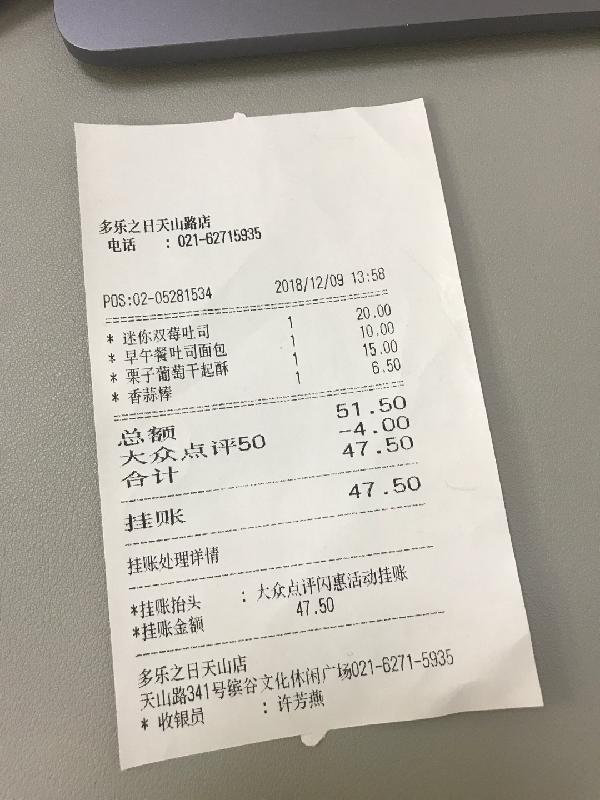 多乐之日天山路店
电话 : 021-62715935
POS:02-05281534 2018/12/09 13:58
* 迷你双莓吐司 1 20.00
* 早午餐吐司面包 1 10.00
* 栗子葡萄干起酥 1 15.00
* 香蒜棒 1 6.50
总额 51.50
大众点评50 -4.00
合计 47.50
挂账 47.50
挂账处理详情
*挂账抬头 : 大众点评闪惠活动挂账
*挂账金额 47.50
多乐之日天山店
天山路341号缤谷文化休闲广场021-6271-5935
* 收银员 : 许芳燕